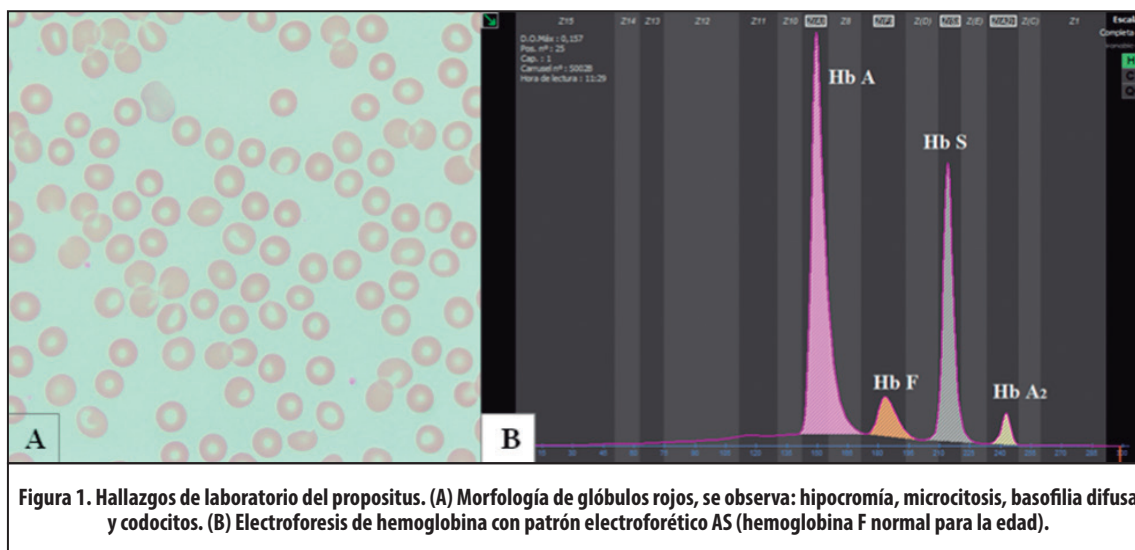 Z15 Z14 Z13 Z12 Z11 Z10 Z(A) Z8 Z(F) Z(D) Z(S) Z(E) Z(A2) Z(C) Z1
Escal
Completa
D.O.Máx : 0,157
Pos. nº : 25
Cap. : 1
Carrusel nº : 50028
Hora de lectura : 11:29
Hb A
Hb S
Hb F
Hb A2
A
B
Figura 1. Hallazgos de laboratorio del propositus. (A) Morfología de glóbulos rojos, se observa: hipocromía, microcitosis, basofilia difusa
y codocitos. (B) Electroforesis de hemoglobina con patrón electroforético AS (hemoglobina F normal para la edad).